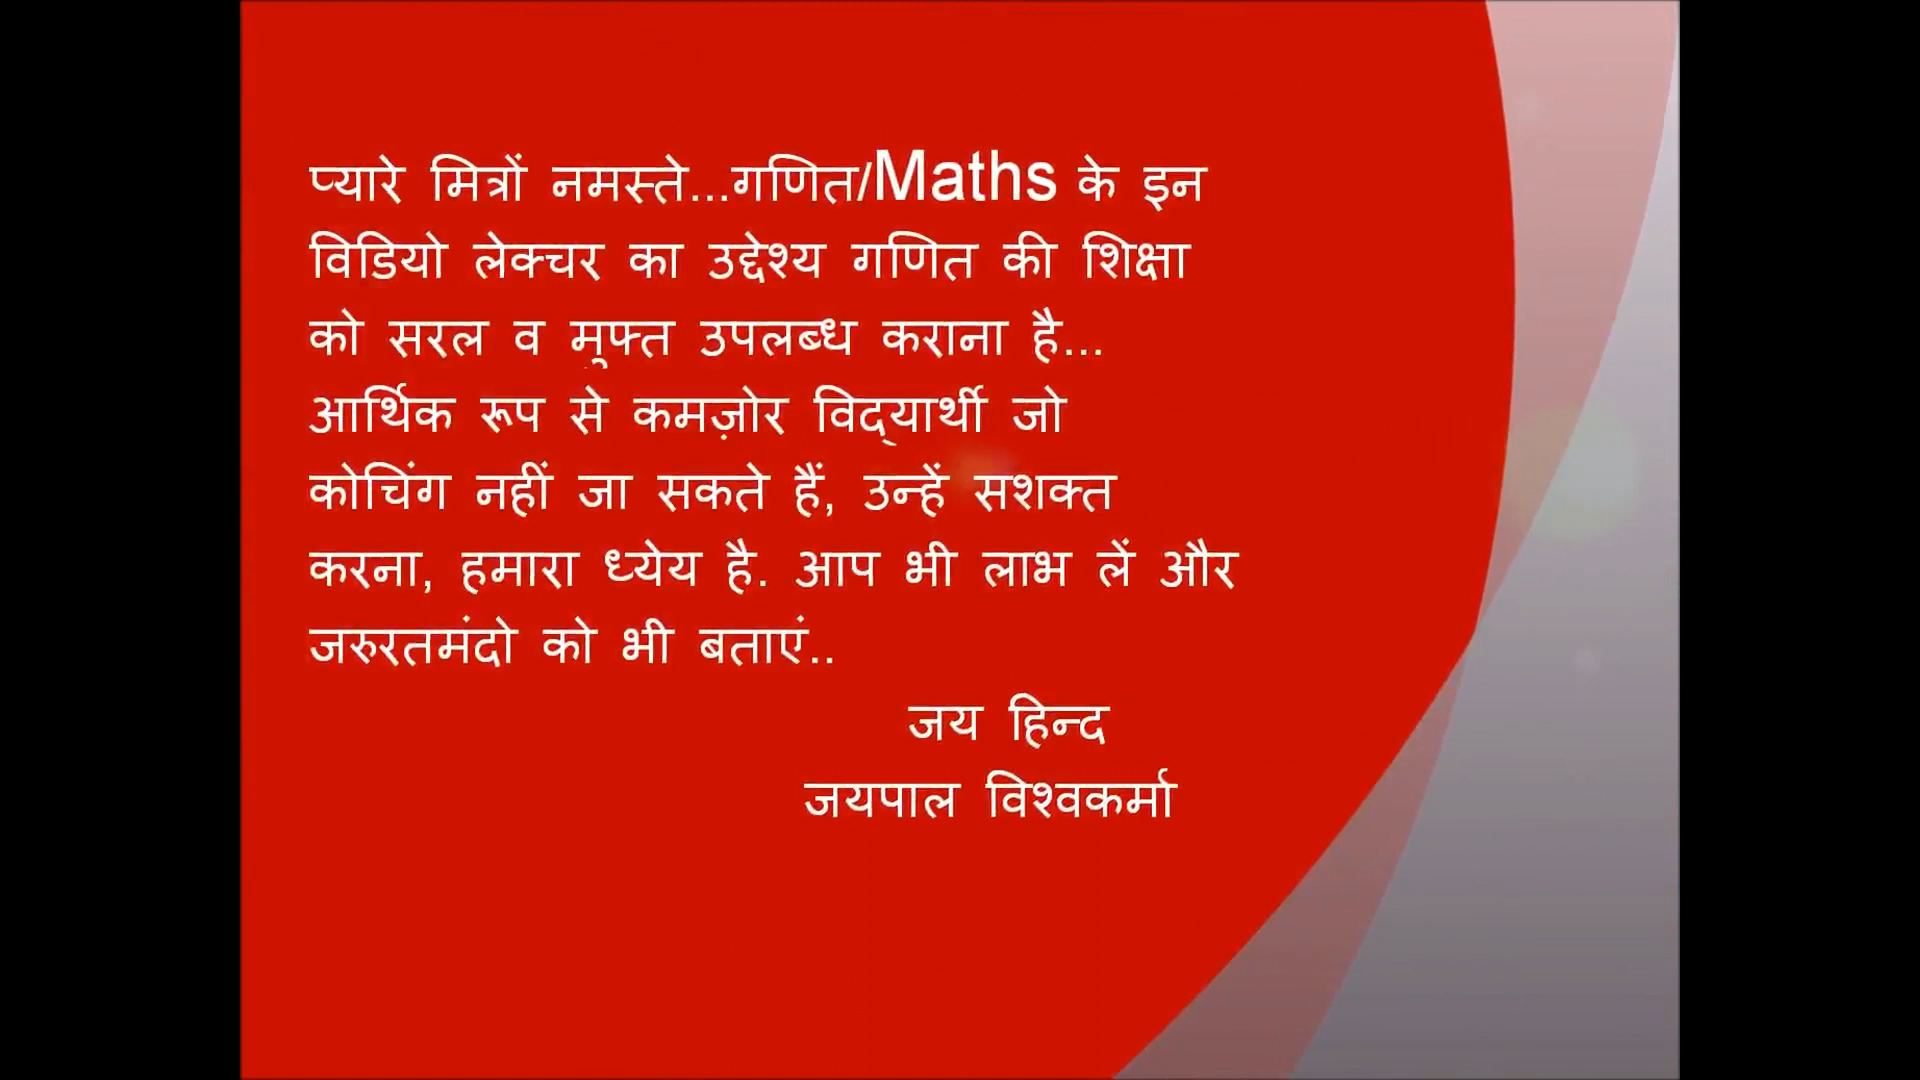 प्यारे मित्रों नमस्ते...गणित/Maths के इन
विडियो लेक्चर का उद्देश्य गणित की शिक्षा
को सरल व मुफ्त उपलब्ध कराना है...
आर्थिक रूप से कमज़ोर विद्यार्थी जो
कोचिंग नहीं जा सकते हैं, उन्हें सशक्त
करना, हमारा ध्येय है. आप भी लाभ लें और
जरुरतमंदो को भी बताएं..
जय हिन्द
जयपाल विश्वकर्मा